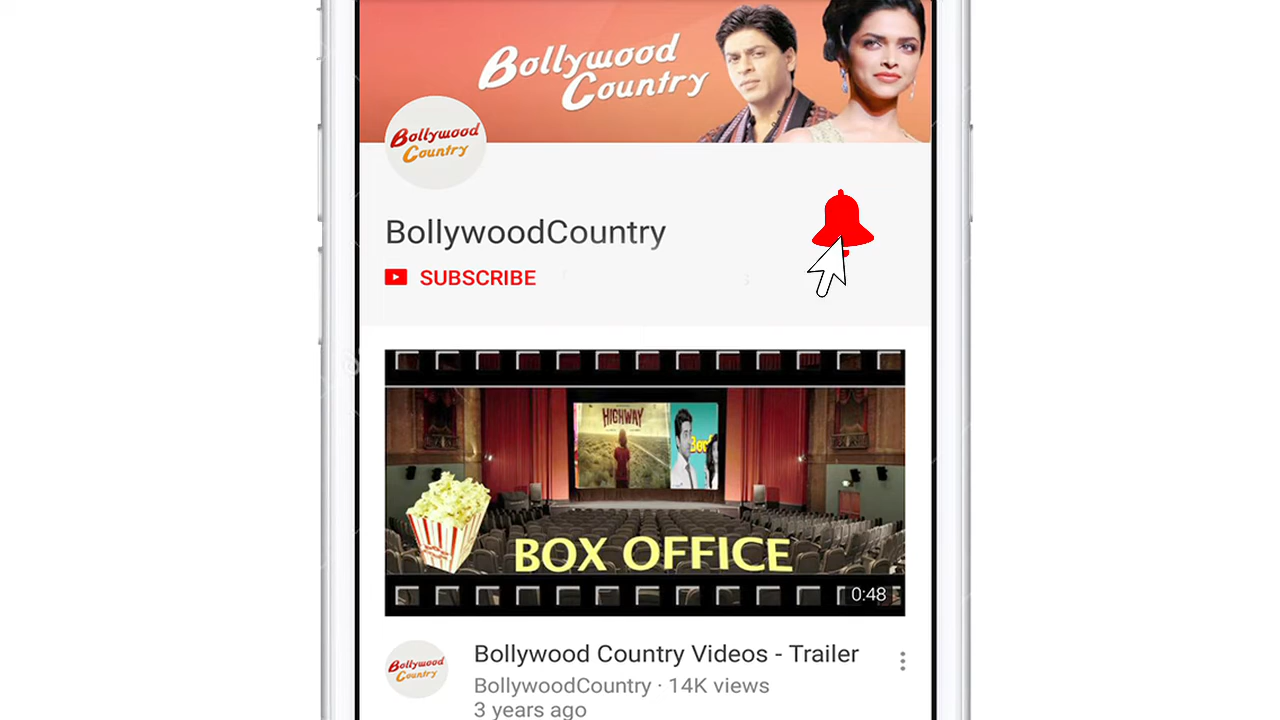 Bollywood
Country
Bollywood
Country
BollywoodCountry
SUBSCRIBE
HIGHWAY
BOX OFFICE
0:48
Bollywood
Country
Bollywood Country Videos - Trailer
BollywoodCountry · 14K views
3 years ago